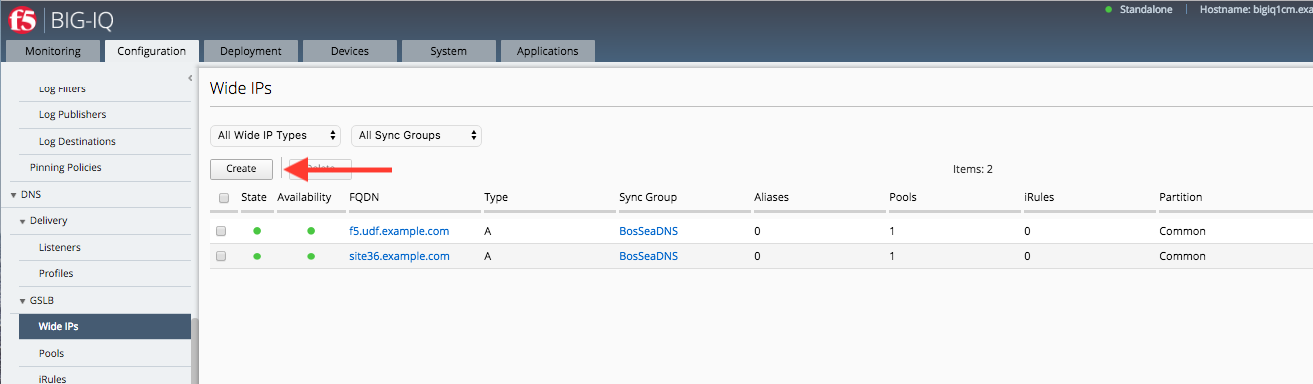 f5 BIG-IQ
Standalone Hostname: bigiq1cm.exa
Monitoring Configuration Deployment Devices System Applications
Log Filters
Log Publishers
Log Destinations
Pinning Policies
DNS
Delivery
Listeners
Profiles
GSLB
Wide IPs
Pools
iRules
Wide IPs
All Wide IP Types All Sync Groups
Create Delete Items: 2
State Availability FQDN Type Sync Group Aliases Pools iRules Partition
f5.udf.example.com A BosSeaDNS 0 1 0 Common
site36.example.com A BosSeaDNS 0 1 0 Common